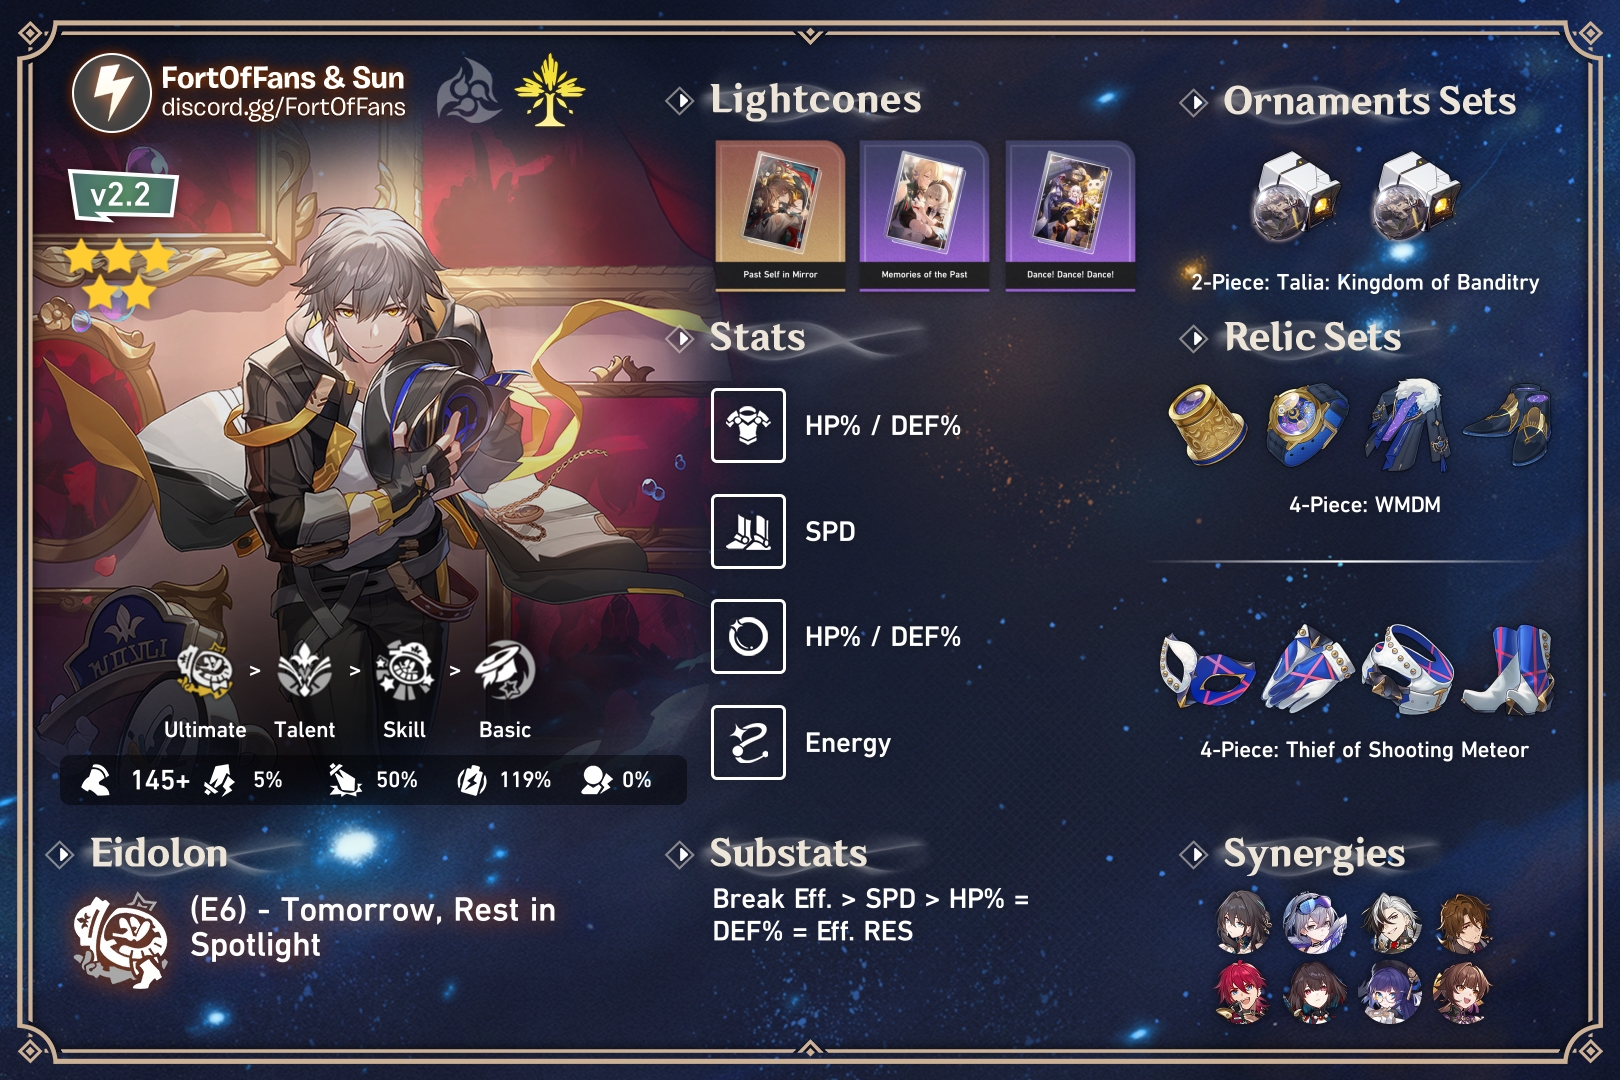 FortOfFans & Sun
discord.gg/FortOfFans
v2.2
Ultimate > Talent > Skill > Basic
145+ 5% 50% 119% 0%
Eidolon
(E6) - Tomorrow, Rest in
Spotlight
Lightcones
Past Self in Mirror
Memories of the Past
Dance! Dance! Dance!
Stats
HP% / DEF%
SPD
HP% / DEF%
Energy
Substats
Break Eff. > SPD > HP% =
DEF% = Eff. RES
Ornaments Sets
2-Piece: Talia: Kingdom of Banditry
Relic Sets
4-Piece: WMDM
4-Piece: Thief of Shooting Meteor
Synergies